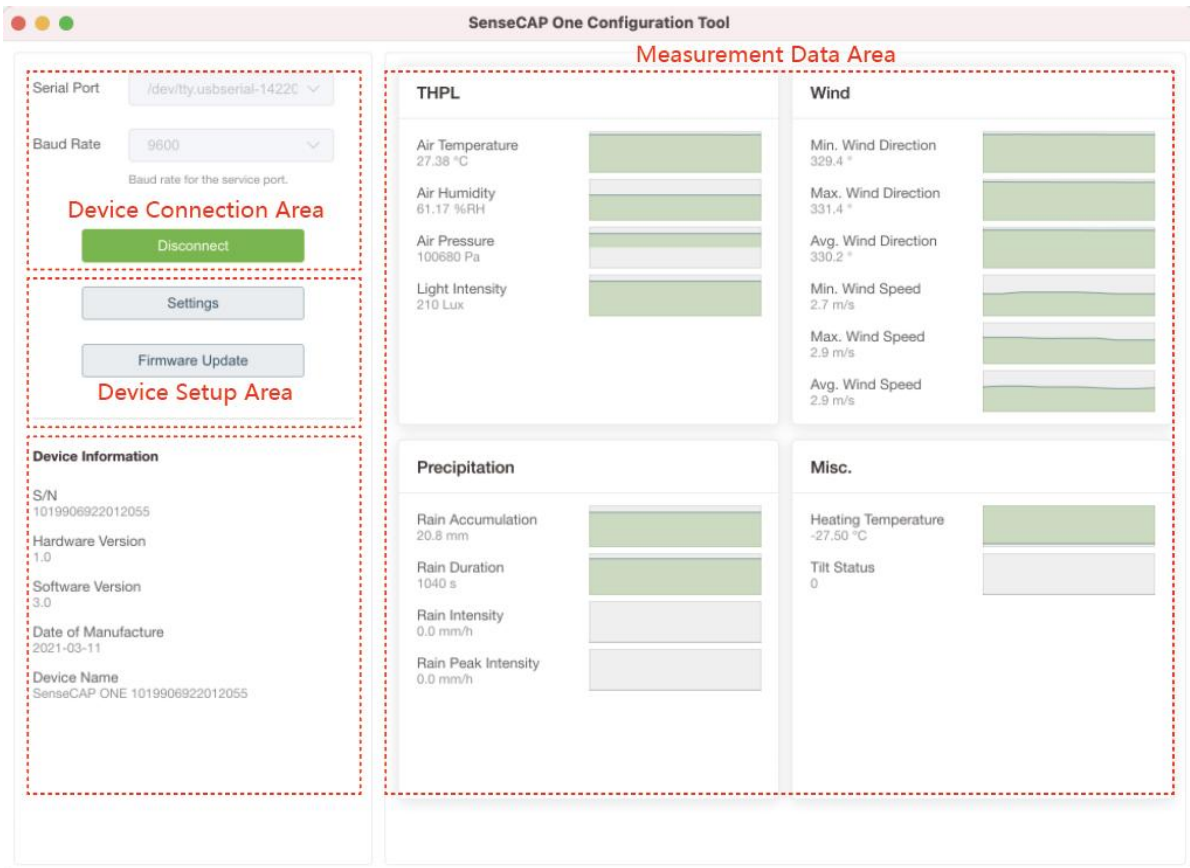 SenseCAP One Configuration Tool
Measurement Data Area
Serial Port
/dev/tty.usbserial-1422C
Baud Rate
9600
Baud rate for the service port.
Device Connection Area
Disconnect
Settings
Firmware Update
Device Setup Area
Device Information
S/N
1019906922012055
Hardware Version
1.0
Software Version
3.0
Date of Manufacture
2021-03-11
Device Name
SenseCAP ONE 1019906922012055
THPL
Air Temperature
27.38 °C
Air Humidity
61.17 %RH
Air Pressure
100680 Pa
Light Intensity
210 Lux
Wind
Min. Wind Direction
329.4 °
Max. Wind Direction
331.4 °
Avg. Wind Direction
330.2 °
Min. Wind Speed
2.7 m/s
Max. Wind Speed
2.9 m/s
Avg. Wind Speed
2.9 m/s
Precipitation
Rain Accumulation
20.8 mm
Rain Duration
1040 s
Rain Intensity
0.0 mm/h
Rain Peak Intensity
0.0 mm/h
Misc.
Heating Temperature
-27.50 °C
Tilt Status
0